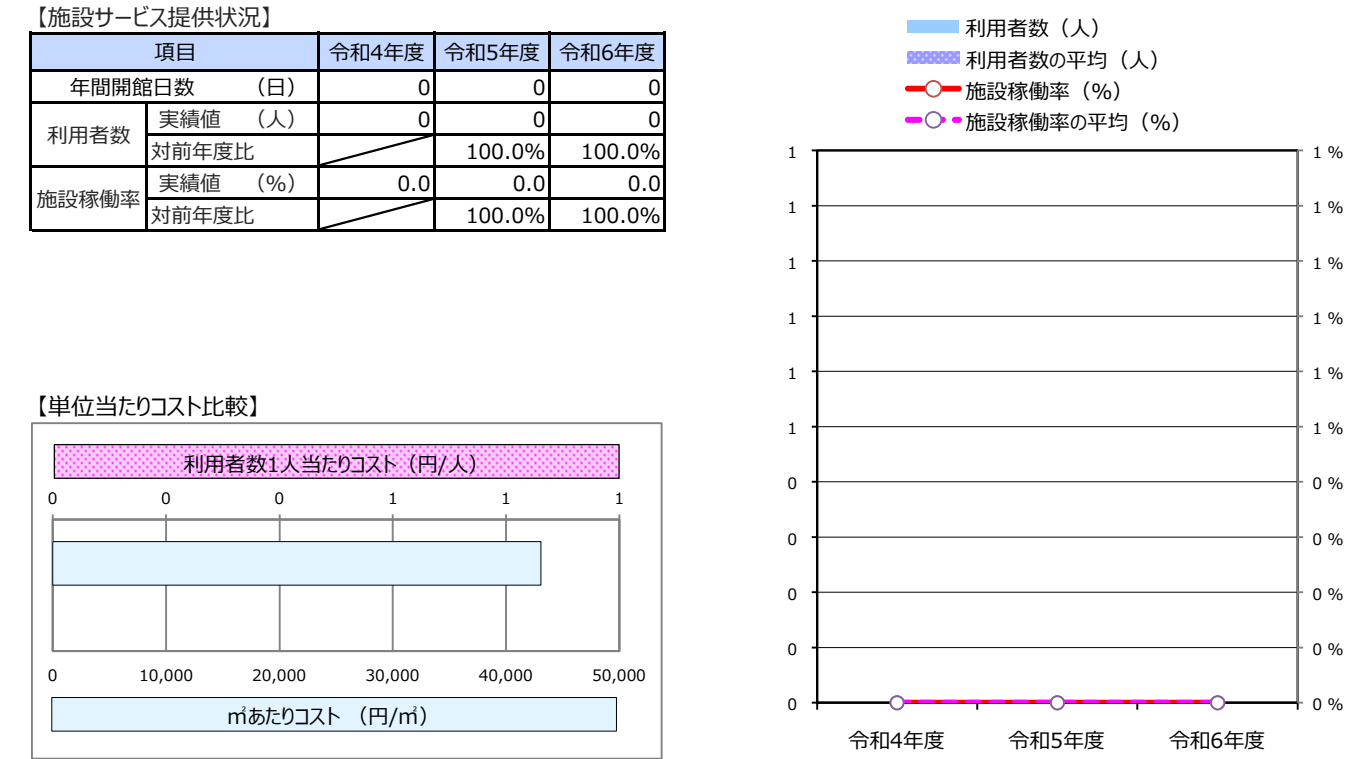 【施設サービス提供状況】
項目 令和4年度 令和5年度 令和6年度
年間開館日数 （日） 0 0 0
利用者数 実績値 （人） 0 0 0
対前年度比 100.0% 100.0%
施設稼働率 実績値 （%） 0.0 0.0 0.0
対前年度比 100.0% 100.0%
【単位当たりコスト比較】
利用者数1人当たりコスト（円/人）
0 0 0 1 1 1
0 10,000 20,000 30,000 40,000 50,000
㎡あたりコスト （円/㎡）
利用者数（人）
利用者数の平均（人）
施設稼働率（%）
施設稼働率の平均（%）
1 1 %
1 1 %
1 1 %
1 1 %
1 1 %
1 1 %
0 0 %
0 0 %
0 0 %
0 0 %
0 0 %
令和4年度 令和5年度 令和6年度